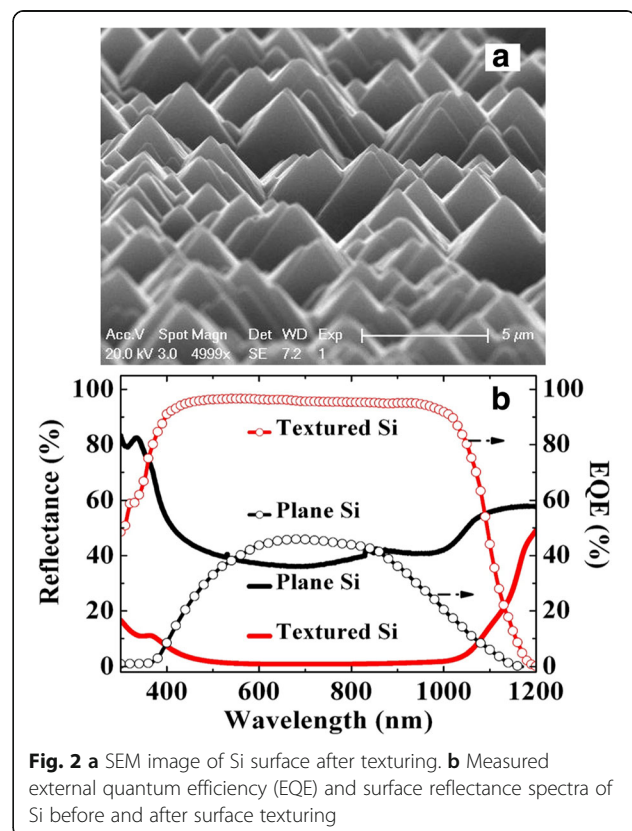 a
Acc.V Spot Magn Det WD Exp 5 µm
20.0 kV 3.0 4999x SE 7.2 1
b
100 100
80 80
60 60
40 40
20 20
0 0
Reflectance (%)
EQE (%)
Textured Si
Plane Si
Plane Si
Textured Si
400 600 800 1000 1200
Wavelength (nm)
Fig. 2 a SEM image of Si surface after texturing. b Measured
external quantum efficiency (EQE) and surface reflectance spectra of
Si before and after surface texturing